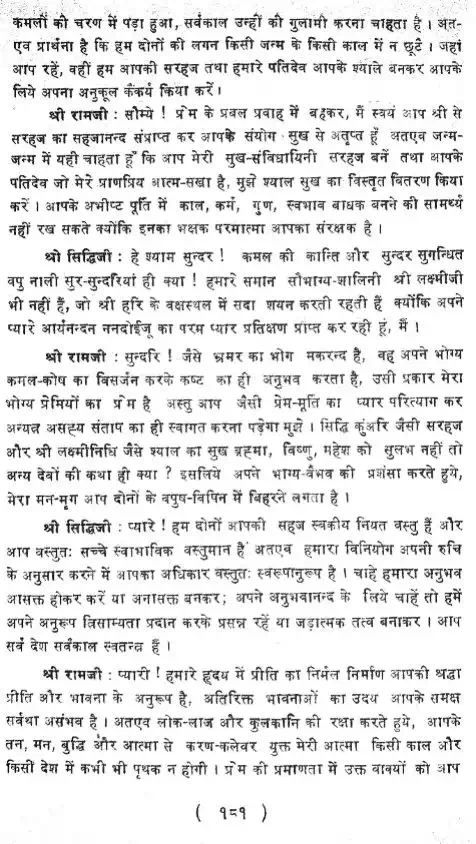 कमलों की चरण में पड़ा हुआ, सर्वकाल उन्हीं की गुलामी करना चाहता है । अत-
एव प्रार्थना है कि हम दोनों की लगन किसी जन्म के किसी काल में न छूटै । जहां
आप रहें, वहीं हम आपकी सरहज तथा हमारे पतिदेव आपके श्याले बनकर आपके
लिये अपना अनुकूल कैंकर्य किया करें ।
श्री रामजी : सौम्ये ! प्रेम के प्रबल प्रवाह में बहकर, मैं स्वयं आप श्री से
सरहज का सहजानन्द संप्राप्त कर आपके संयोग - सुख से अतृप्त हूँ अतएव जन्म-
जन्म में यही चाहता हूँ कि आप मेरी सुख-संविधायिनी सरहज बनें तथा आपके
पतिदेव जो मेरे प्राणप्रिय आत्म-सखा है, मुझे श्याल सुख का विस्तृत वितरण किया
करें । आपके अभीष्ट पूर्ति में काल, कर्म, गुण, स्वभाव बाधक बनने की सामर्थ्य
नहीं रख सकते क्योंकि इनका भक्षक परमात्मा आपका संरक्षक है ।
श्री सिद्धिजी : हे श्याम सुन्दर ! कमल की कान्ति और सुन्दर सुगन्धित
वपु नाली सुर-सुन्दरियां ही क्या ! हमारे समान सौभाग्य-शालिनी श्री लक्ष्मीजी
भी नहीं हैं, जो श्री हरि के वक्षस्थल में सदा शयन करती रहती हैं क्योंकि अपने
प्यारे आर्यनन्दन ननदोईजू का परम प्यार प्रतिक्षण प्राप्त कर रही हूं, मैं ।
श्री रामजी : सुन्दरि ! जैसे भ्रमर का भोग मकरन्द है, वह अपने भोग्य
कमल-कोष का विसर्जन करके कष्ट का ही अनुभव करता है, उसी प्रकार मेरा
भोग्य प्रेमियों का प्रेम है अस्तु आप जैसी प्रेम-मूर्ति का प्यार परित्याग कर
अन्यत्र असह्य संताप का ही स्वागत करना पड़ेगा मुझे । सिद्धि कुंअरि जैसी सरहज
और श्री लक्ष्मीनिधि जैसे श्याल का सुख ब्रह्मा, विष्णु, महेश को सुलभ नहीं तो
अन्य देवों की कथा ही क्या ? इसलिये अपने भाग्य-वैभव की प्रशंसा करते हुये,
मेरा मन-मृग आप दोनों के वपुष-विपिन में बिहरने लगता है ।
श्री सिद्धिजी : प्यारे ! हम दोनों आपकी सहज स्वकीय नियत वस्तु हैं और
आप वस्तुतः सच्चे स्वाभाविक वस्तुमान है अतएव हमारा विनियोग अपनी रुचि
के अनुसार करने में आपका अधिकार वस्तुतः स्वरूपानुरूप है । चाहे हमारा अनुभव
आसक्त होकर करें या अनासक्त बनकर; अपने अनुभवानन्द के लिये चाहें तो हमें
अपने अनुरूप त्रिसाम्यता प्रदान करके प्रसन्न रहें या जड़ात्मक तत्व बनाकर । आप
सर्व देश सर्वकाल स्वतन्त्र हैं ।
श्री रामजी : प्यारी ! हमारे हृदय में प्रीति का निर्मल निर्माण आपकी श्रद्धा
प्रीति और भावना के अनुरूप है, अतिरिक्त भावनाओं का उदय आपके समक्ष
सर्वथा असंभव है । अतएव लोक-लाज और कुलकानि की रक्षा करते हुये, आपके
तन, मन, बुद्धि और आत्मा से करण-कलेवर युक्त मेरी आत्मा किसी काल और
किसी देश में कभी भी पृथक न होगी । प्रेम की प्रमाणता में उक्त वाक्यों को आप
( १८१ )